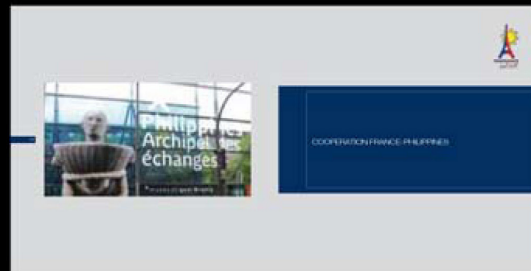 Philippines
Archipel des
échanges
COOPERATION FRANCE-PHILIPPINES